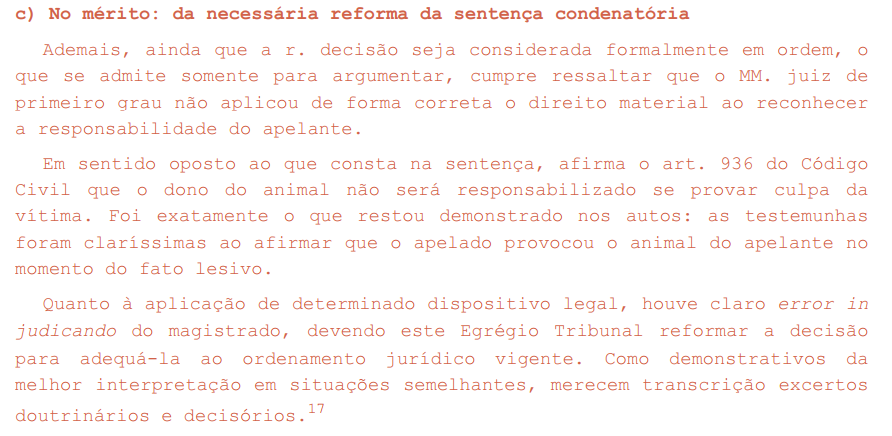 c) No mérito: da necessária reforma da sentença condenatória
Ademais, ainda que a r. decisão seja considerada formalmente em ordem, o
que se admite somente para argumentar, cumpre ressaltar que o MM. juiz de
primeiro grau não aplicou de forma correta o direito material ao reconhecer
a responsabilidade do apelante.
Em sentido oposto ao que consta na sentença, afirma o art. 936 do Código
Civil que o dono do animal não será responsabilizado se provar culpa da
vítima. Foi exatamente o que restou demonstrado nos autos: as testemunhas
foram claríssimas ao afirmar que o apelado provocou o animal do apelante no
momento do fato lesivo.
Quanto à aplicação de determinado dispositivo legal, houve claro error in
judicando do magistrado, devendo este Egrégio Tribunal reformar a decisão
para adequá-la ao ordenamento jurídico vigente. Como demonstrativos da
melhor interpretação em situações semelhantes, merecem transcrição excertos
doutrinários e decisórios.17